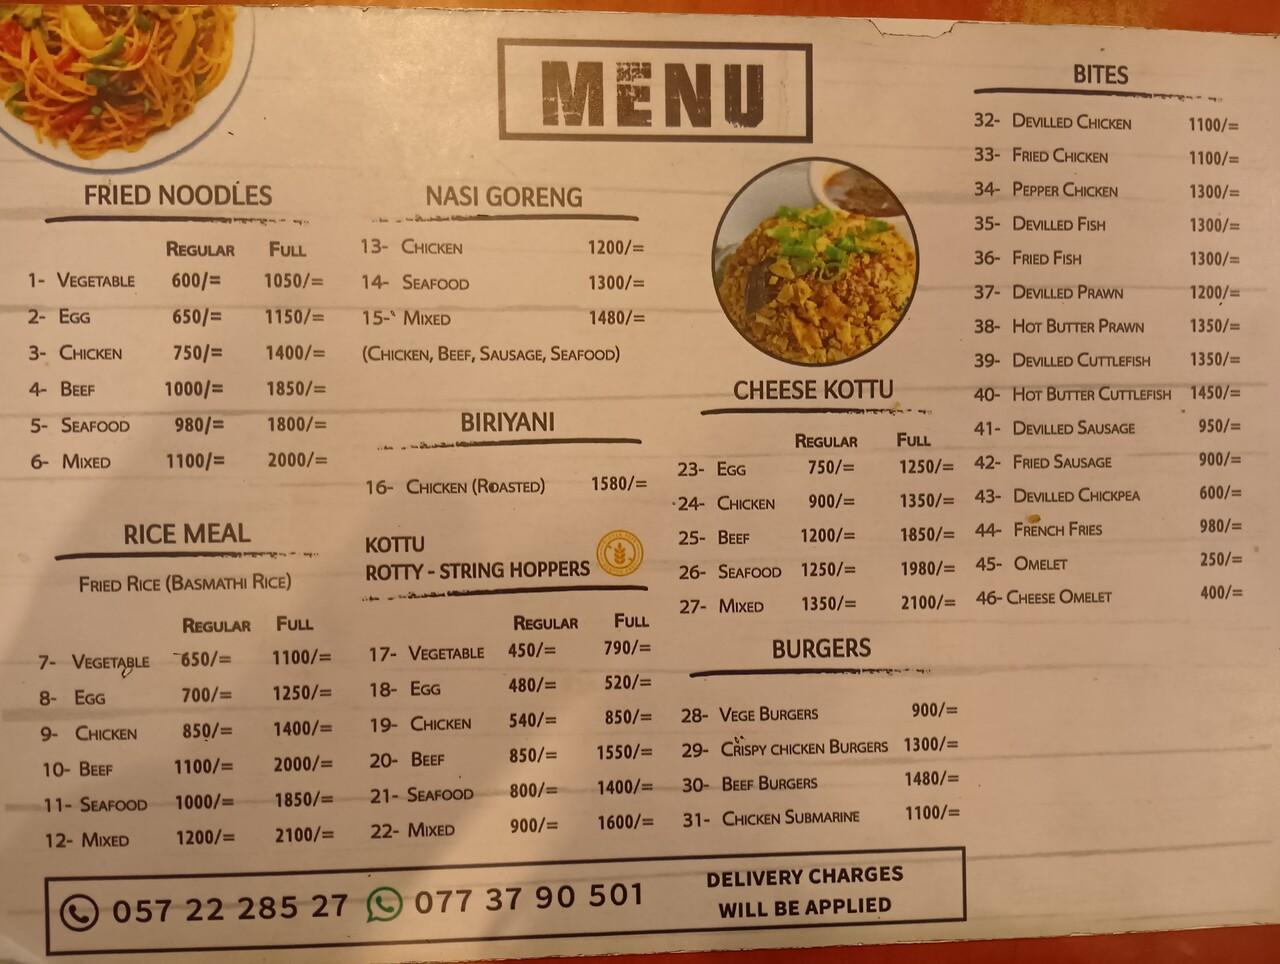 MENU
FRIED NOODLES
REGULAR FULL
1- VEGETABLE 600/= 1050/=
2- EGG 650/= 1150/=
3- CHICKEN 750/= 1400/=
4- BEEF 1000/= 1850/=
5- SEAFOOD 980/= 1800/=
6- MIXED 1100/= 2000/=
RICE MEAL
FRIED RICE (BASMATHI RICE)
REGULAR FULL
7- VEGETABLE 650/= 1100/=
8- EGG 700/= 1250/=
9- CHICKEN 850/= 1400/=
10- BEEF 1100/= 2000/=
11- SEAFOOD 1000/= 1850/=
12- MIXED 1200/= 2100/=
NASI GORENG
13- CHICKEN 1200/=
14- SEAFOOD 1300/=
15- MIXED 1480/=
(CHICKEN, BEEF, SAUSAGE, SEAFOOD)
BIRIYANI
16- CHICKEN (ROASTED) 1580/=
KOTTU
ROTTY - STRING HOPPERS
REGULAR FULL
17- VEGETABLE 450/= 790/=
18- EGG 480/= 520/=
19- CHICKEN 540/= 850/=
20- BEEF 850/= 1550/=
21- SEAFOOD 800/= 1400/=
22- MIXED 900/= 1600/=
CHEESE KOTTU
REGULAR FULL
23- EGG 750/= 1250/=
24- CHICKEN 900/= 1350/=
25- BEEF 1200/= 1850/=
26- SEAFOOD 1250/= 1980/=
27- MIXED 1350/= 2100/=
BURGERS
28- VEGE BURGERS 900/=
29- CRISPY CHICKEN BURGERS 1300/=
30- BEEF BURGERS 1480/=
31- CHICKEN SUBMARINE 1100/=
BITES
32- DEVILLED CHICKEN 1100/=
33- FRIED CHICKEN 1100/=
34- PEPPER CHICKEN 1300/=
35- DEVILLED FISH 1300/=
36- FRIED FISH 1300/=
37- DEVILLED PRAWN 1200/=
38- HOT BUTTER PRAWN 1350/=
39- DEVILLED CUTTLEFISH 1350/=
40- HOT BUTTER CUTTLEFISH 1450/=
41- DEVILLED SAUSAGE 950/=
42- FRIED SAUSAGE 900/=
43- DEVILLED CHICKPEA 600/=
44- FRENCH FRIES 980/=
45- OMELET 250/=
46- CHEESE OMELET 400/=
057 22 285 27 077 37 90 501
DELIVERY CHARGES
WILL BE APPLIED